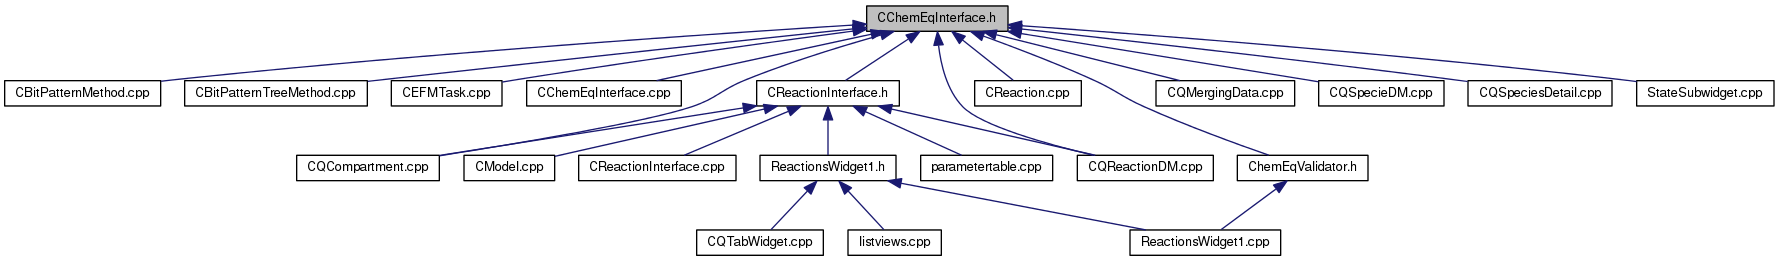 CChemEqInterface.h
CBitPatternMethod.cpp
CBitPatternTreeMethod.cpp
CEFMTask.cpp
CChemEqInterface.cpp
CReactionInterface.h
CReaction.cpp
CQMergingData.cpp
CQSpecieDM.cpp
CQSpeciesDetail.cpp
StateSubwidget.cpp
CQCompartment.cpp
CModel.cpp
CReactionInterface.cpp
ReactionsWidget1.h
parametertable.cpp
CQReactionDM.cpp
ChemEqValidator.h
CQTabWidget.cpp
listviews.cpp
ReactionsWidget1.cpp